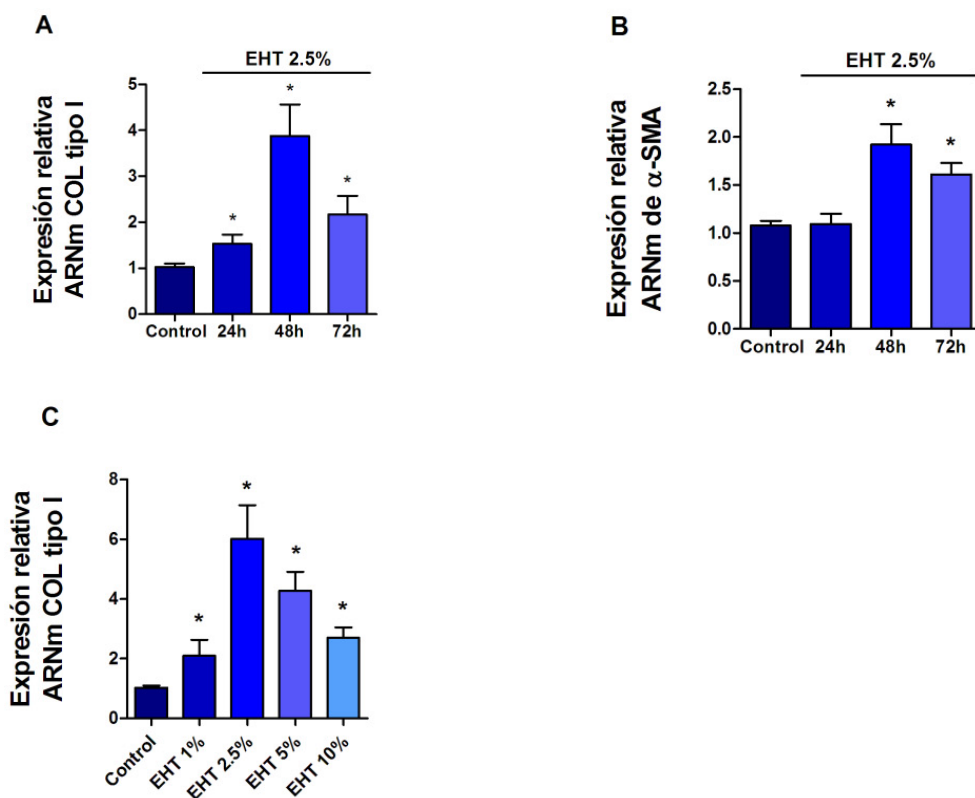 A
EHT 2.5%
Expresión relativa
ARNm COL tipo I
5
4
3
2
1
0
* * *
Control 24h 48h 72h
B
EHT 2.5%
Expresión relativa
ARNm de α-SMA
2.5
2.0
1.5
1.0
0.5
0.0
* *
Control 24h 48h 72h
C
Expresión relativa
ARNm COL tipo I
8
6
4
2
0
* * * *
Control EHT 1% EHT 2.5% EHT 5% EHT 10%